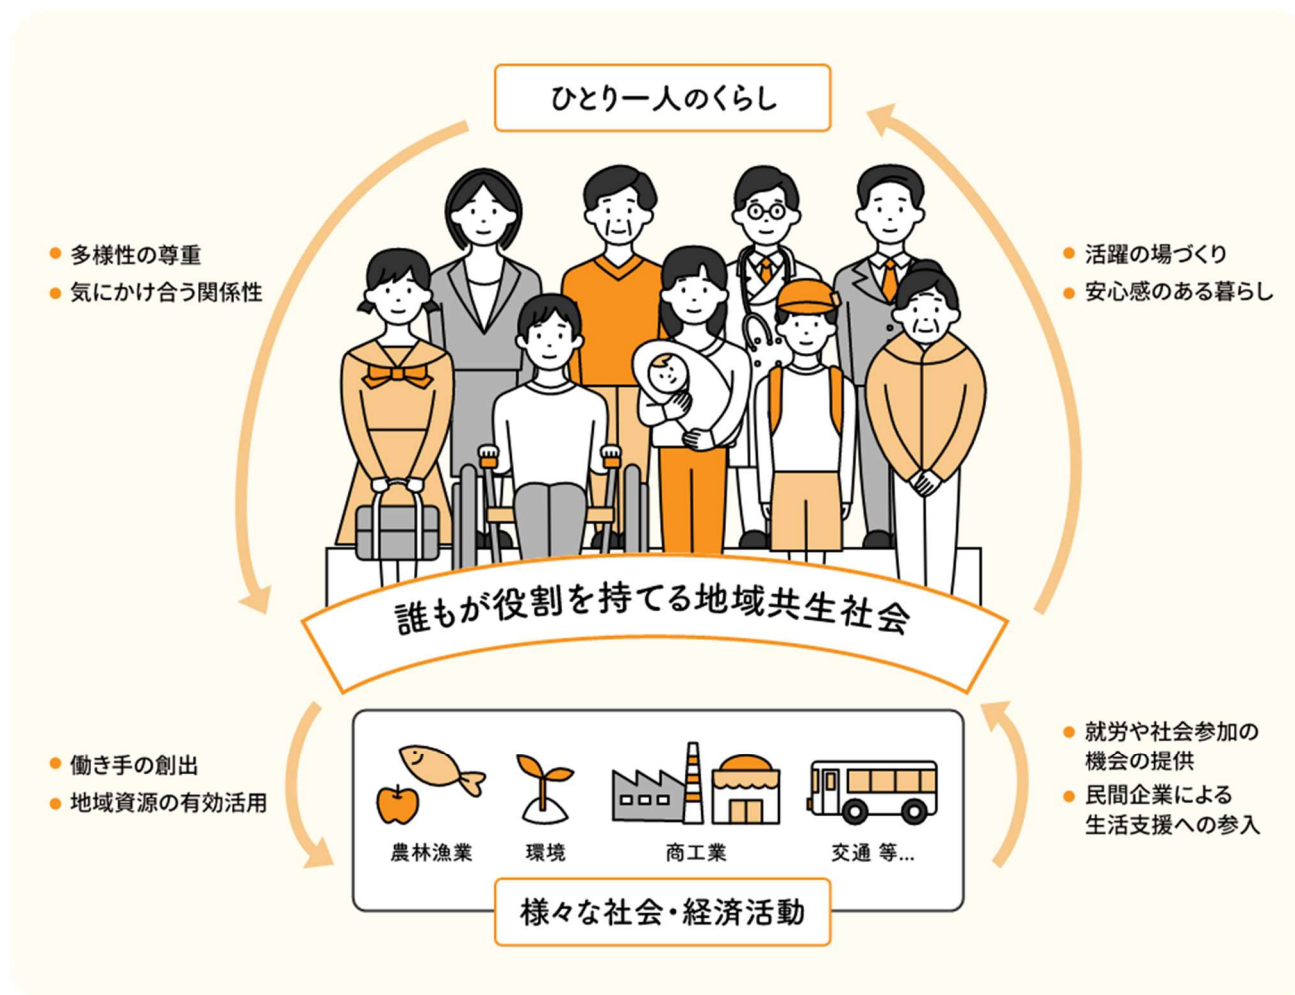 ひとり一人のくらし
多様性の尊重
気にかけ合う関係性
活躍の場づくり
安心感のある暮らし
誰もが役割を持てる地域共生社会
働き手の創出
地域資源の有効活用
就労や社会参加の
機会の提供
民間企業による
生活支援への参入
農林漁業
環境
商工業
交通 等...
様々な社会・経済活動